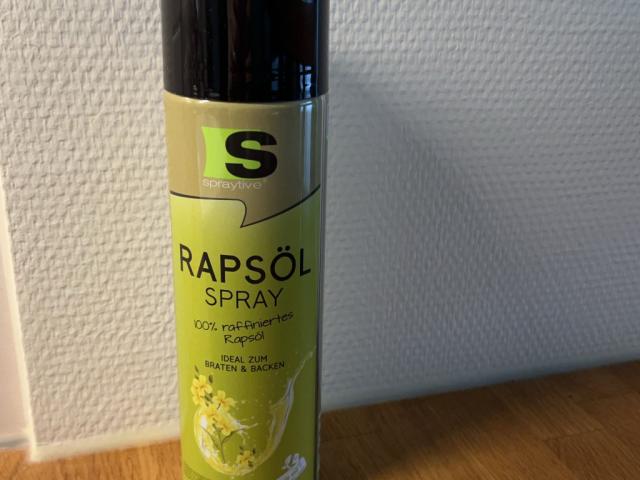 S
spraytive
RAPSÖL
SPRAY
100% raffiniertes
Rapsöl
IDEAL ZUM
BRATEN & BACKEN